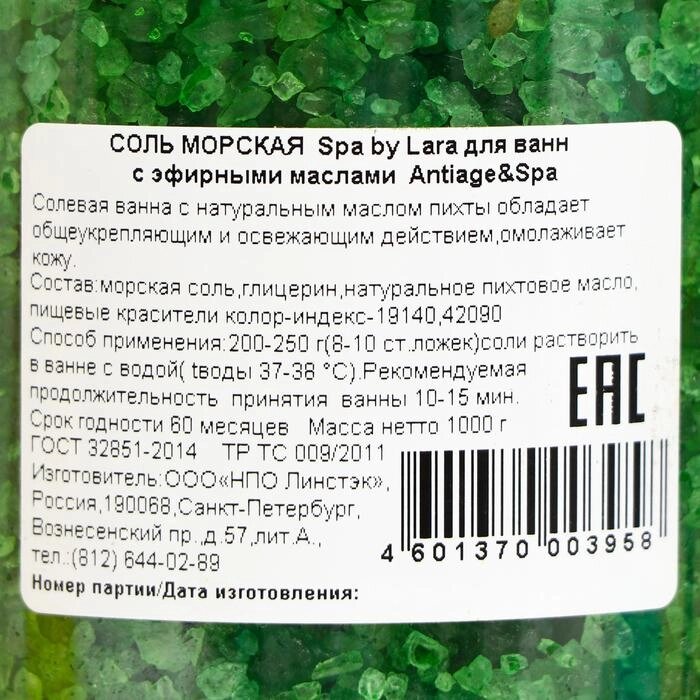 СОЛЬ МОРСКАЯ Spa by Lara для ванн
с эфирными маслами Antiage&Spa
Солевая ванна с натуральным маслом пихты обладает
общеукрепляющим и освежающим действием,омолаживает
кожу.
Состав:морская соль,глицерин,натуральное пихтовое масло,
пищевые красители колор-индекс-19140,42090
Способ применения:200-250 г(8-10 ст.ложек)соли растворить
в ванне с водой( tводы 37-38 °С).Рекомендуемая
продолжительность принятия ванны 10-15 мин.
Срок годности 60 месяцев Масса нетто 1000 г
ГОСТ 32851-2014 ТР ТС 009/2011
EAC
Изготовитель:ООО«НПО Линстэк»,
Россия,190068,Санкт-Петербург,
Вознесенский пр.,д.57,лит.А.,
тел.:(812) 644-02-89
4 601370 003958
Номер партии/Дата изготовления: